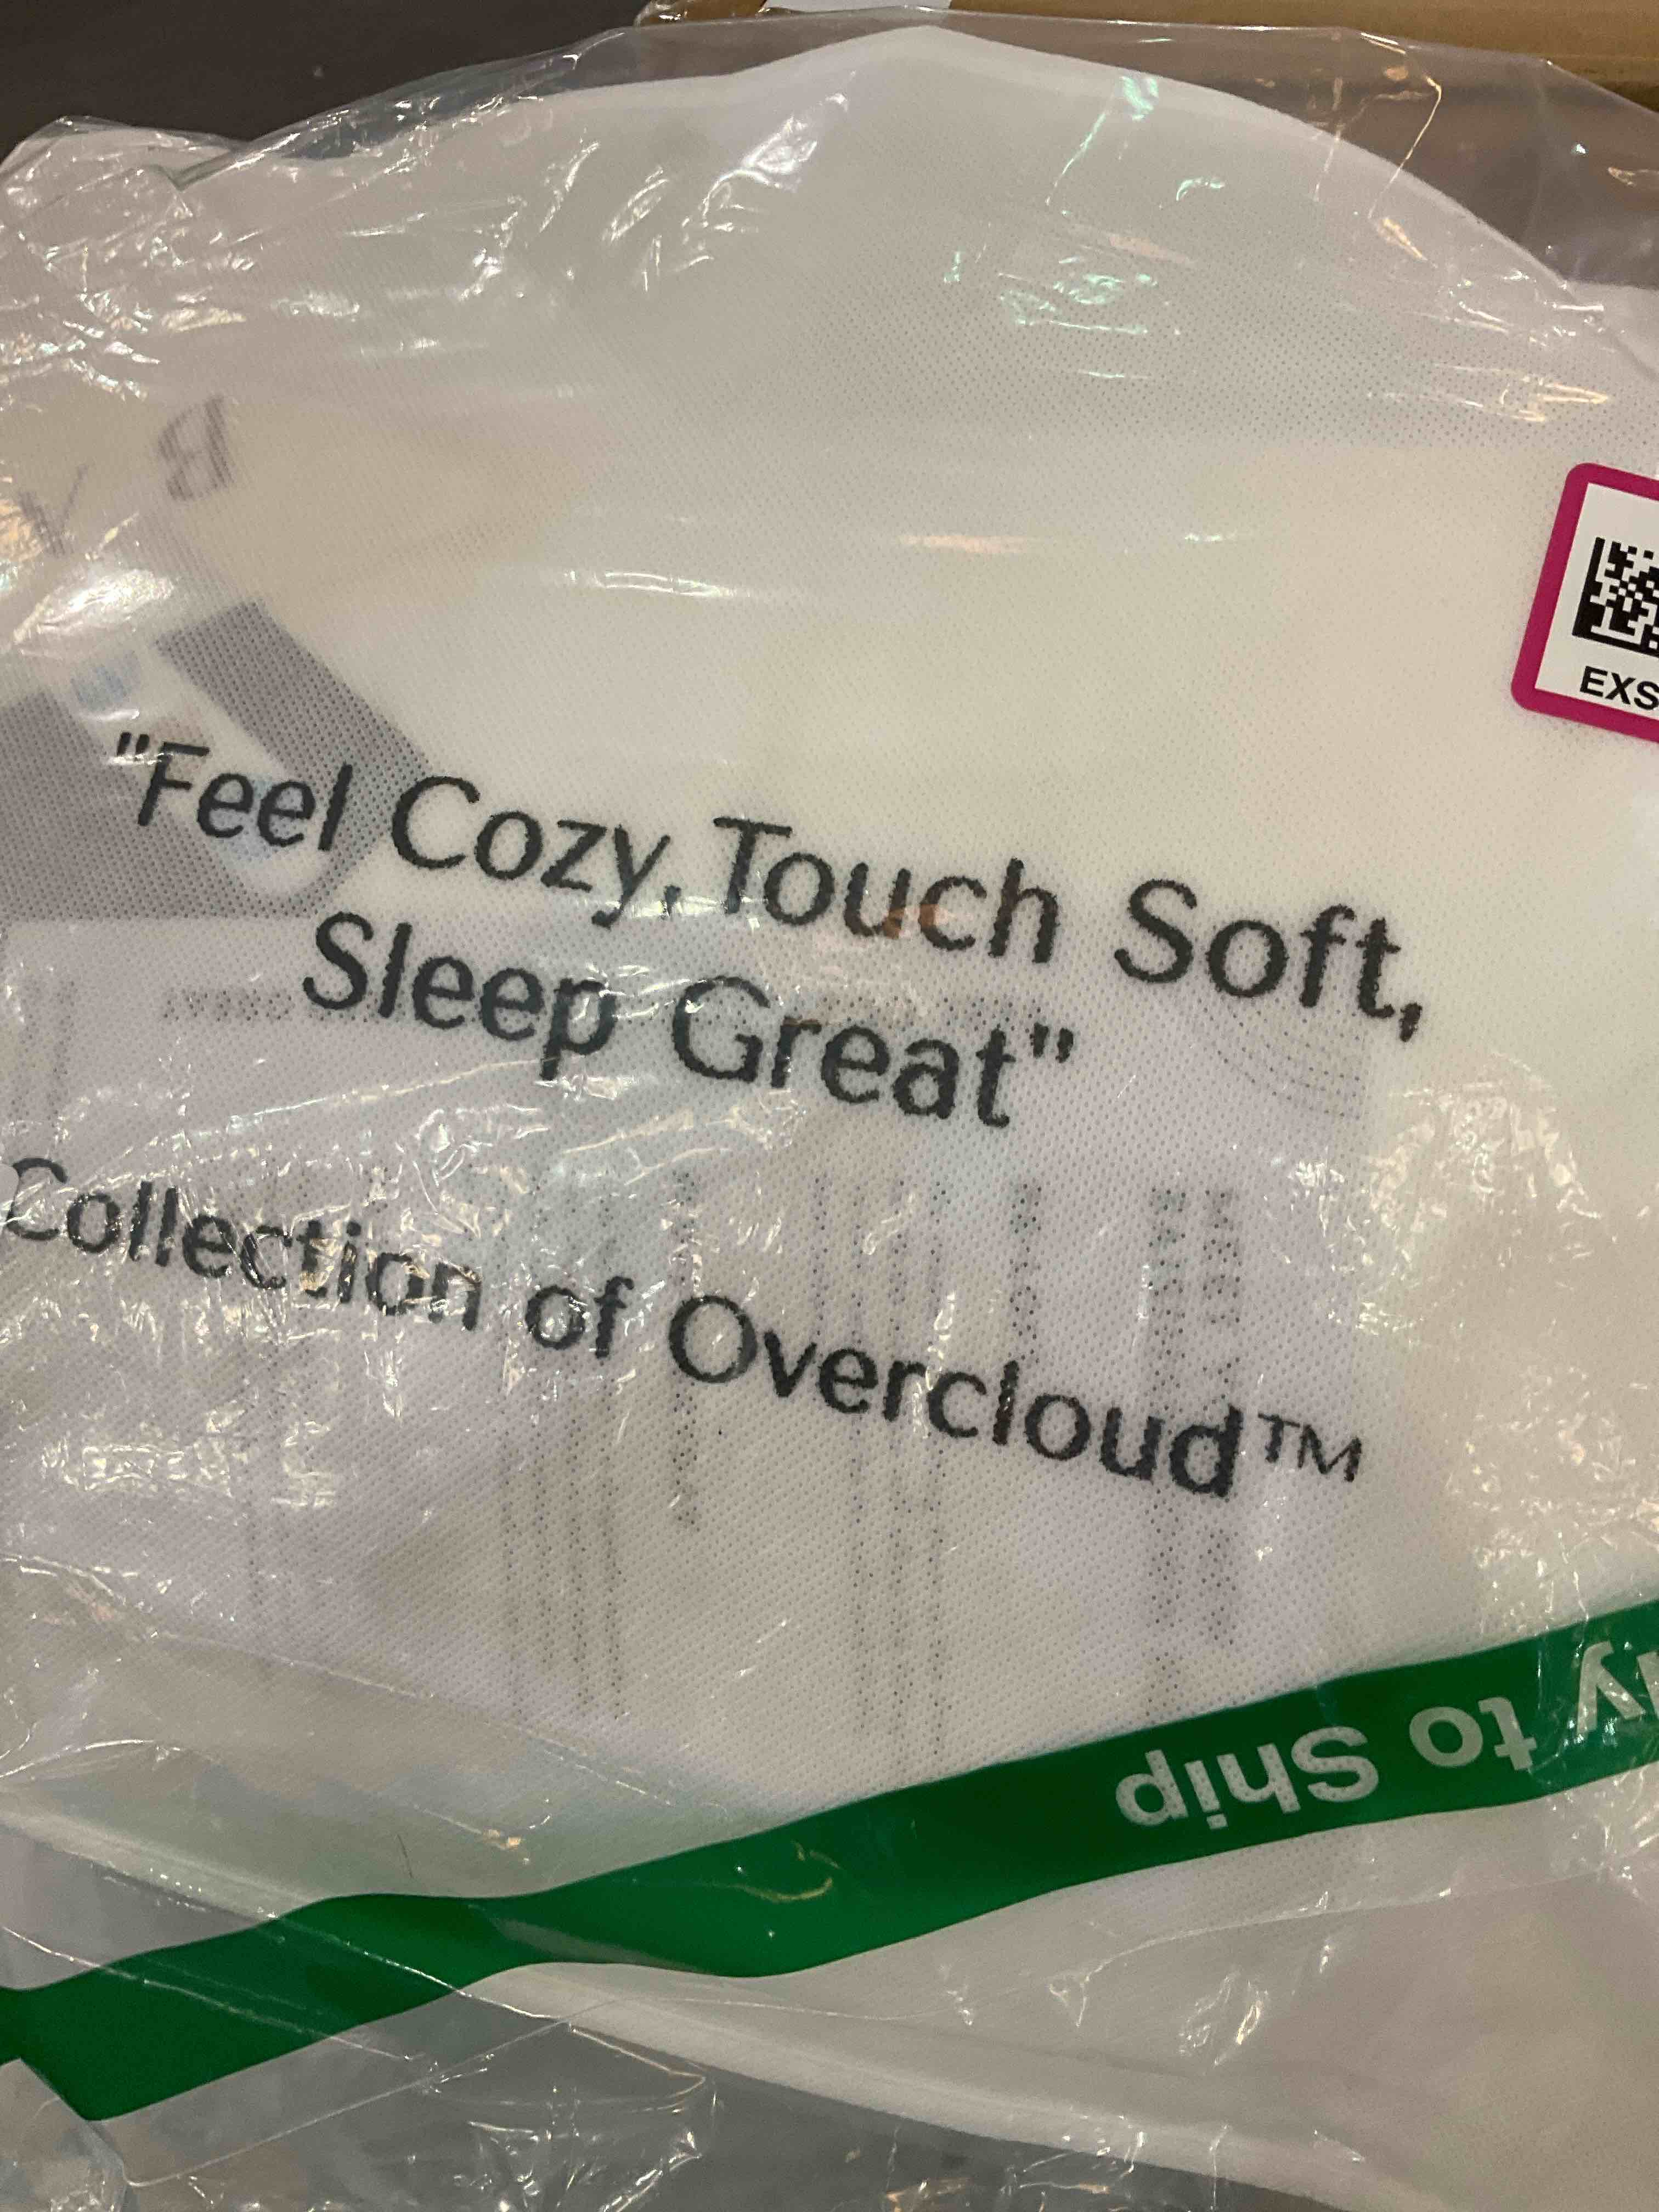 EXS
"Feel Cozy, Touch Soft,
Sleep Great"
Collection of Overcloud™
to Ship